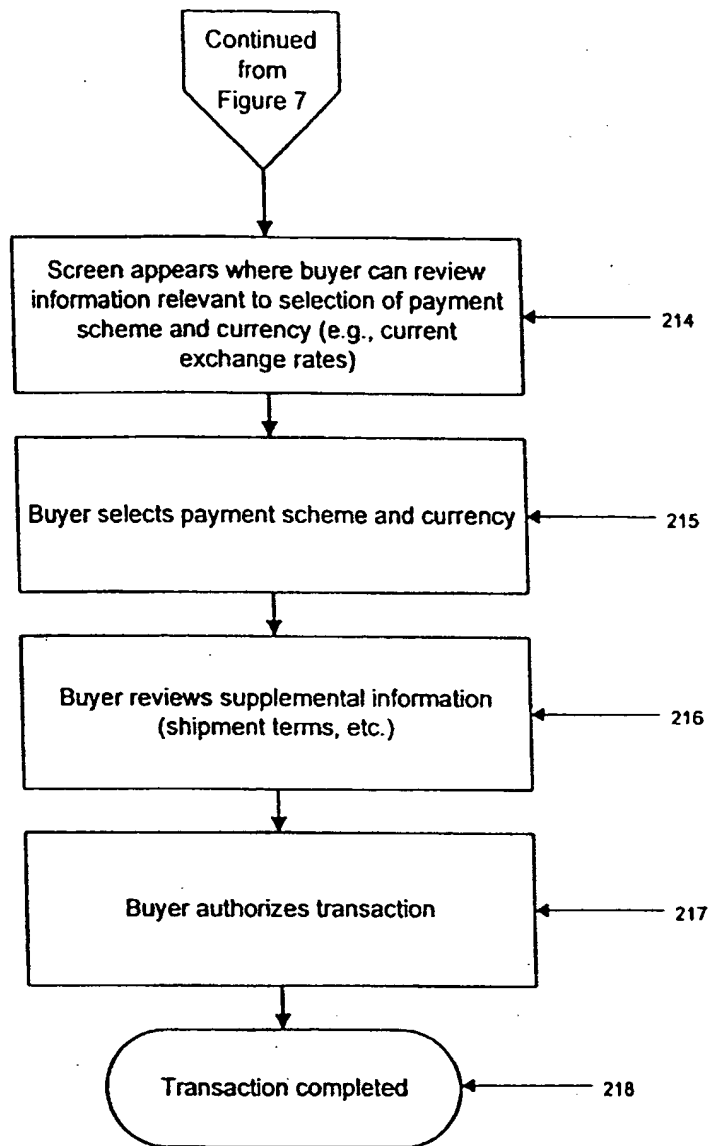 Continued
from
Figure 7
Screen appears where buyer can review
information relevant to selection of payment
scheme and currency (e.g., current
exchange rates)
214
Buyer selects payment scheme and currency
215
Buyer reviews supplemental information
(shipment terms, etc.)
216
Buyer authorizes transaction
217
Transaction completed
218